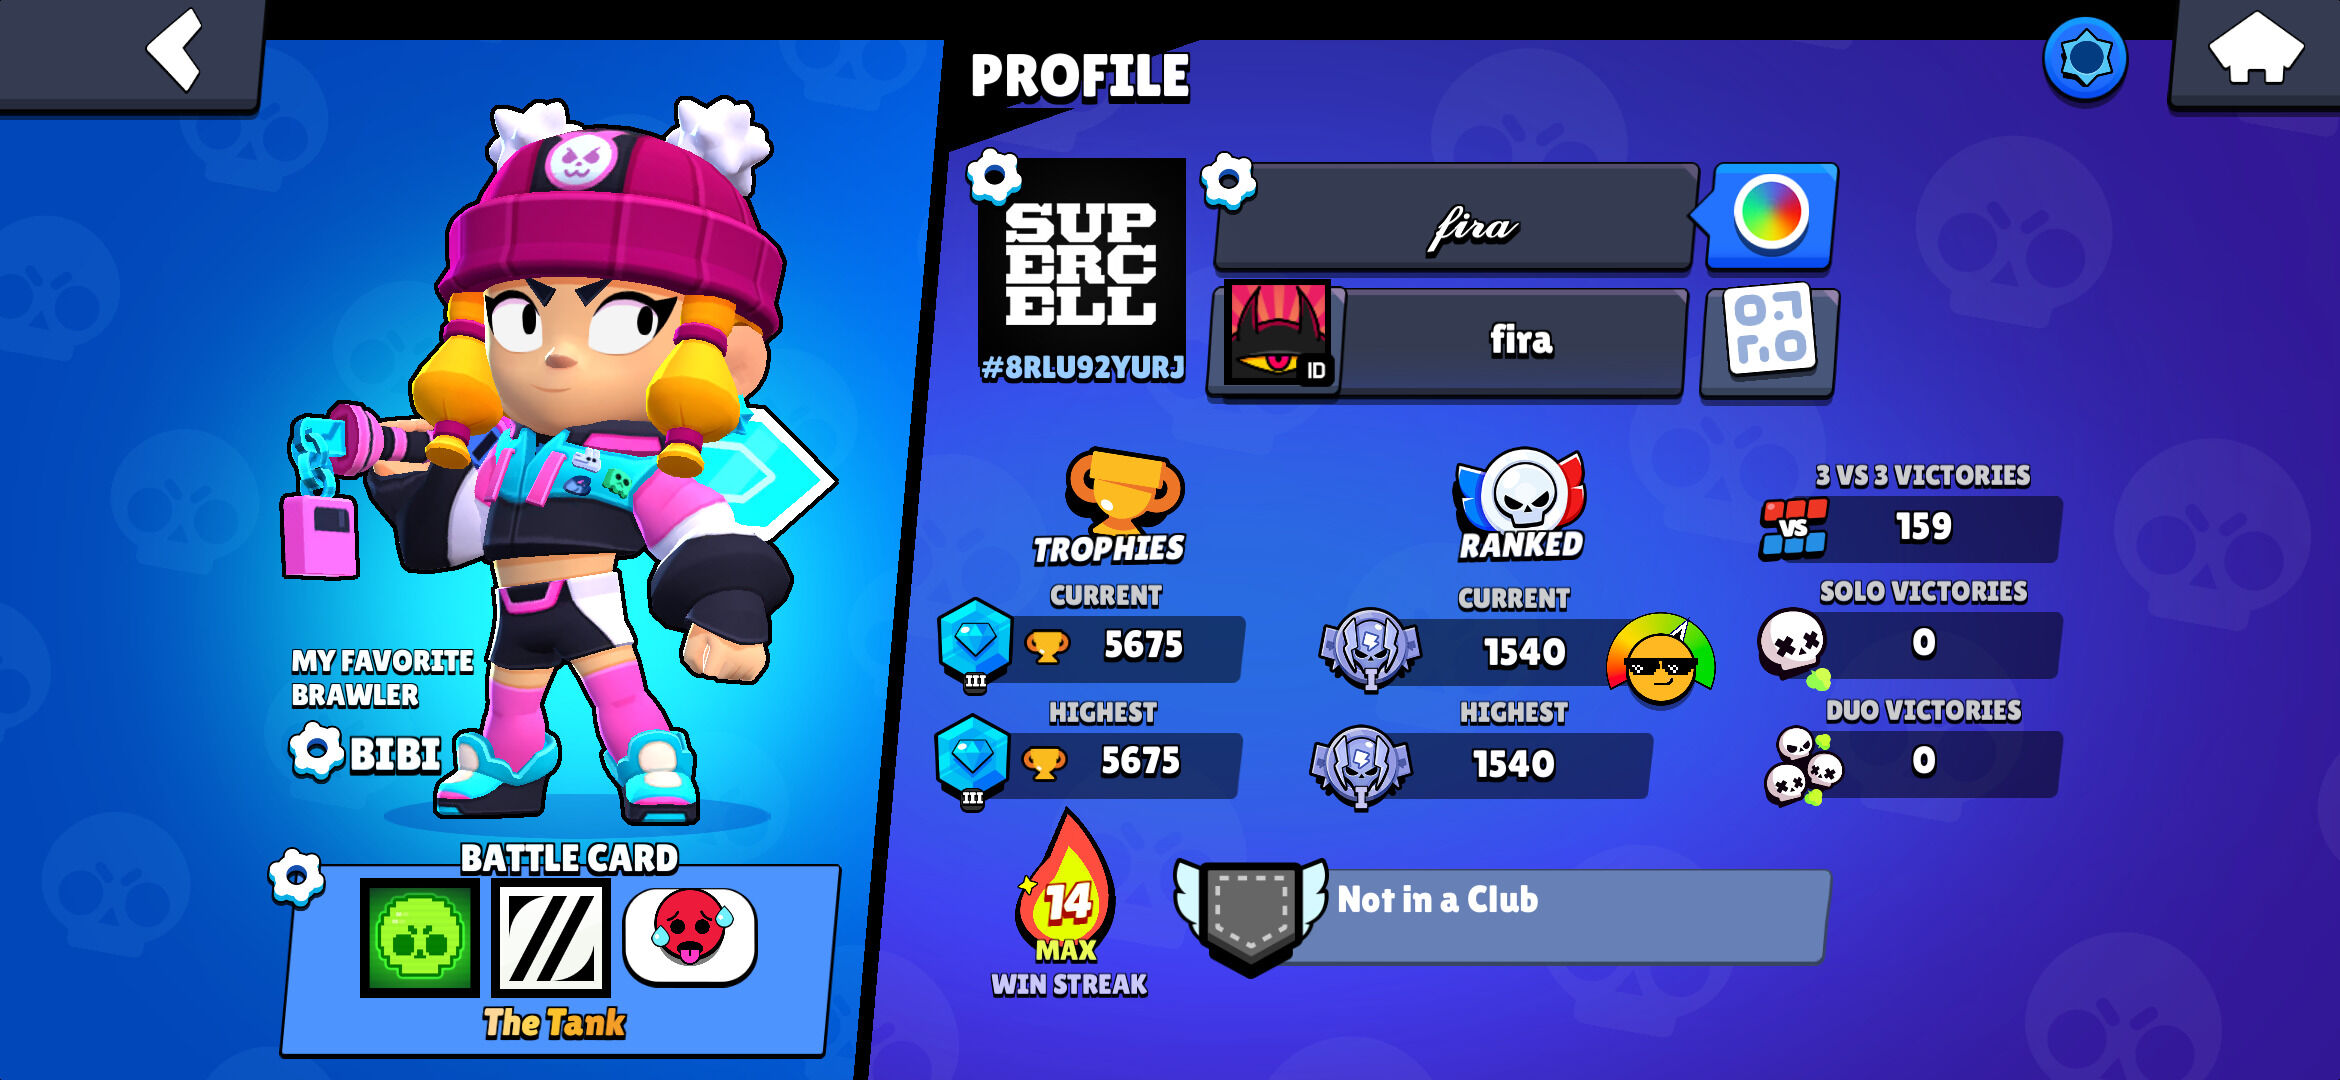 PROFILE
SUP
ERC
ELL
#8RLU92YURJ
fira
ID
fira
TROPHIES
CURRENT
III
5675
HIGHEST
III
5675
RANKED
CURRENT
I
1540
HIGHEST
I
1540
3 VS 3 VICTORIES
VS
159
SOLO VICTORIES
0
DUO VICTORIES
0
14
MAX
WIN STREAK
Not in a Club
MY FAVORITE
BRAWLER
BIBI
BATTLE CARD
The Tank